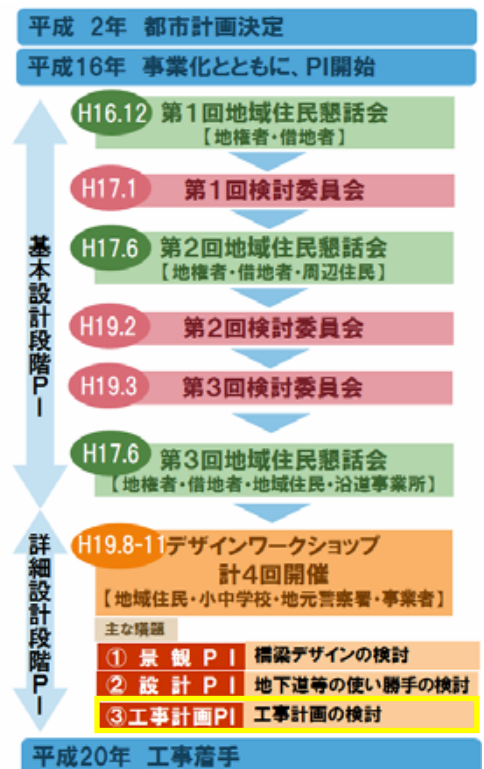 平成 2年 都市計画決定
平成16年 事業化とともに、PI開始
基本設計段階PI
H16.12 第1回地域住民懇話会
【地権者・借地者】
H17.1 第1回検討委員会
H17.6 第2回地域住民懇話会
【地権者・借地者・周辺住民】
H19.2 第2回検討委員会
H19.3 第3回検討委員会
H17.6 第3回地域住民懇話会
【地権者・借地者・地域住民・沿道事業所】
詳細設計段階PI
H19.8-11 デザインワークショップ
計4回開催
【地域住民・小中学校・地元警察署・事業者】
主な議題
① 景観PI 橋梁デザインの検討
② 設計PI 地下道等の使い勝手の検討
③工事計画PI 工事計画の検討
平成20年 工事着手